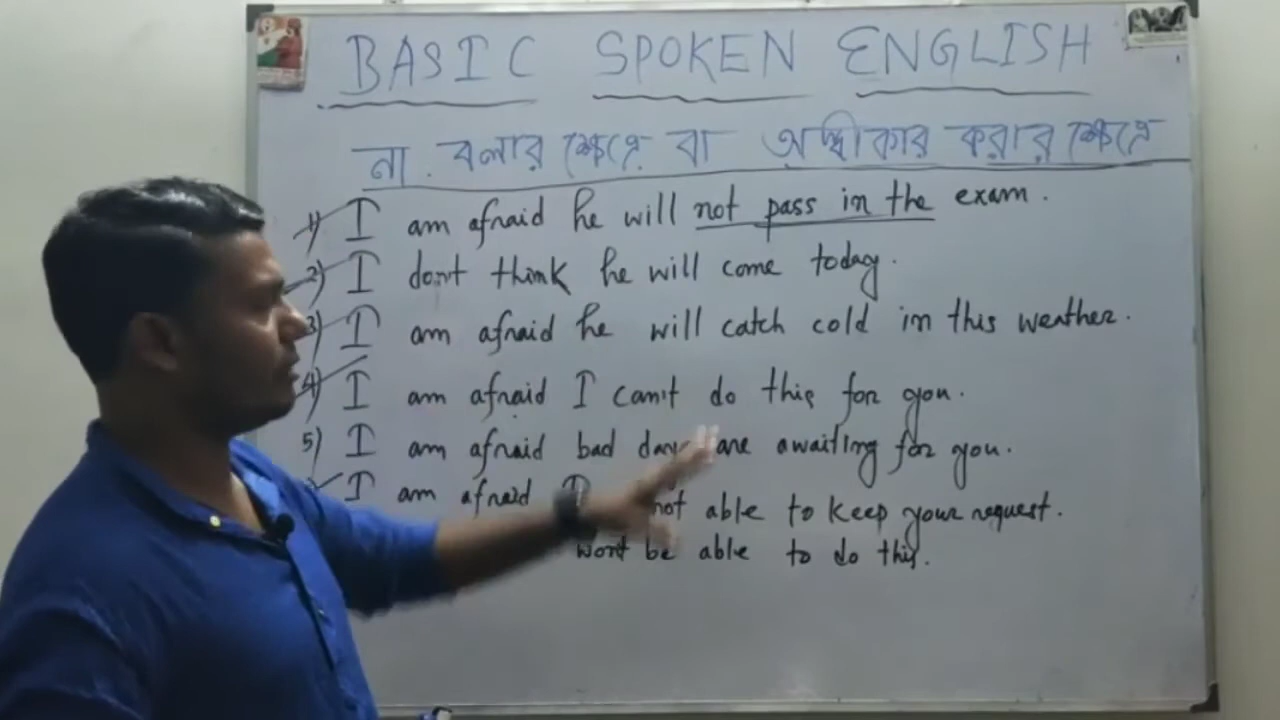 BASIC SPOKEN ENGLISH
না. বলার ক্ষেত্রে বা অস্বীকার করার ক্ষেত্রে
1) I am afraid he will not pass in the exam.
2) I don't think he will come today.
3) I am afraid he will catch cold in this weather.
4) I am afraid I can't do this for you.
5) I am afraid bad days are awaiting for you.
I am afraid I not able to keep your request.
won't be able to do this.